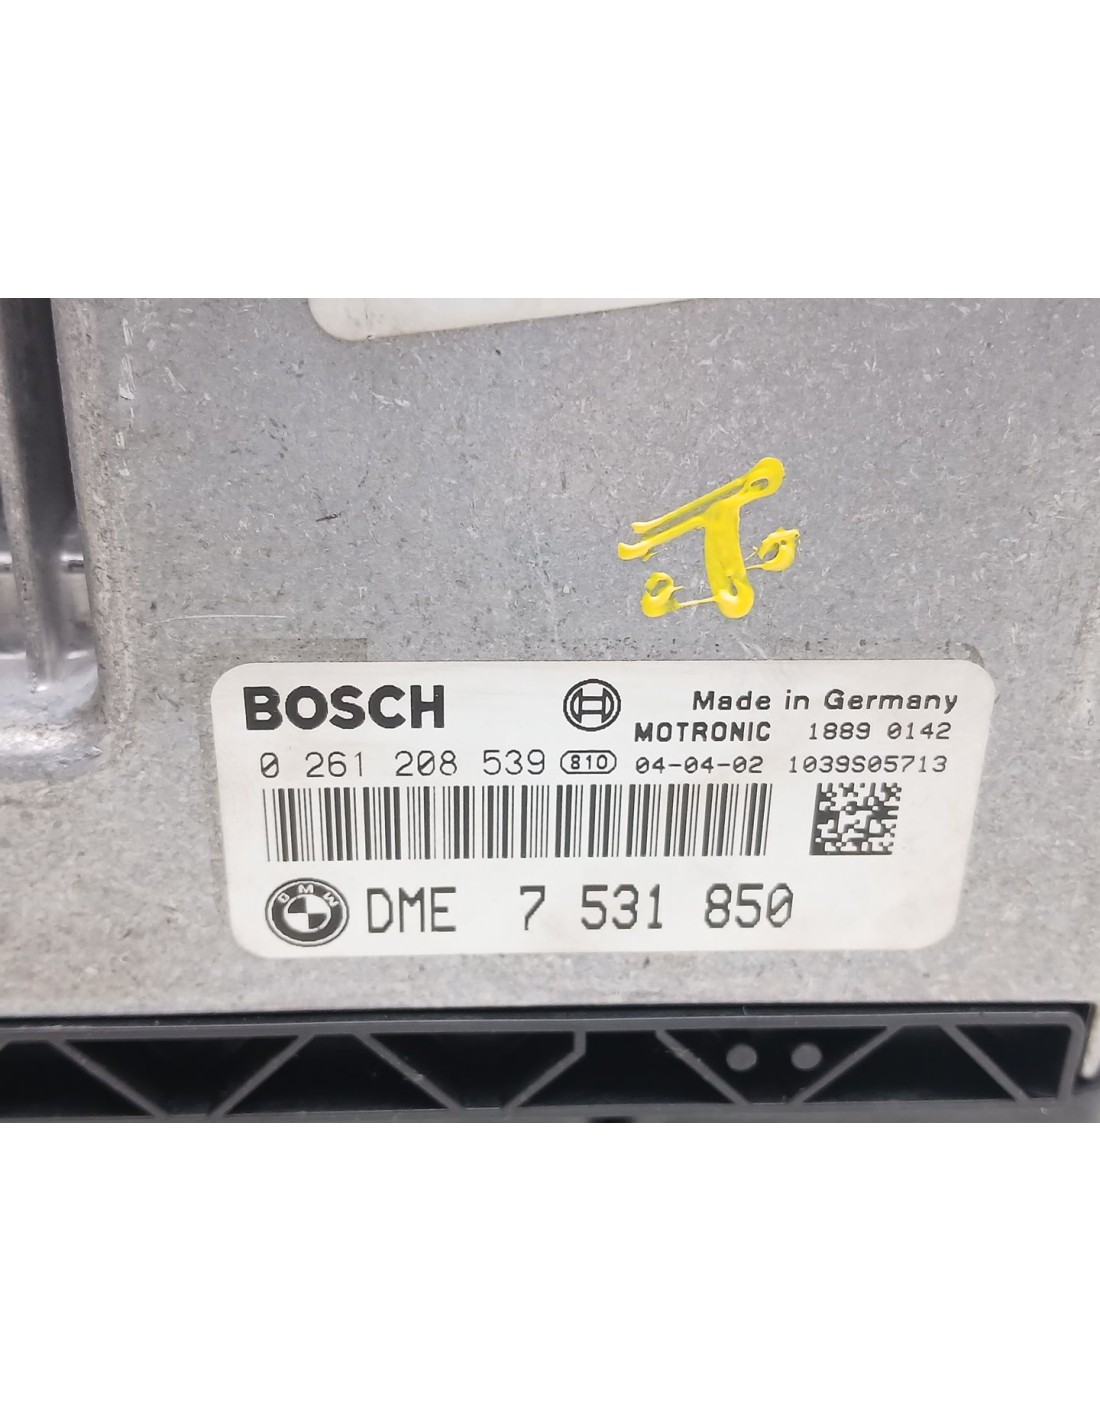 BOSCH
Made in Germany
MOTRONIC 1889 0142
0 261 208 539 810 04-04-02 1039S05713
BMW DME 7 531 850